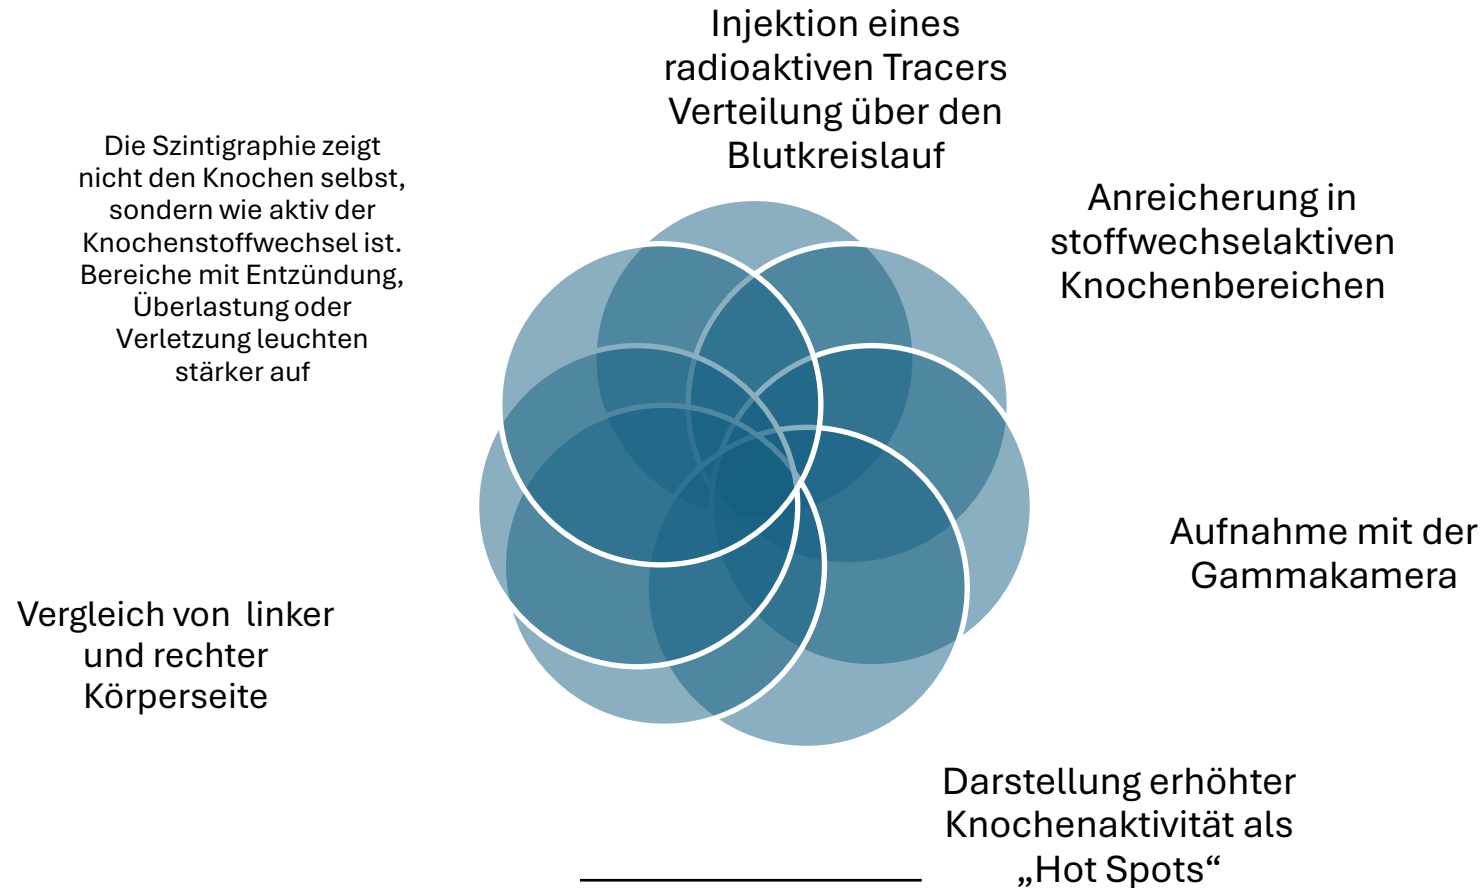 Injektion eines
radioaktiven Tracers
Verteilung über den
Blutkreislauf
Anreicherung in
stoffwechselaktiven
Knochenbereichen
Aufnahme mit der
Gammakamera
Darstellung erhöhter
Knochenaktivität als
„Hot Spots“
Vergleich von  linker
und rechter
Körperseite
Die Szintigraphie zeigt
nicht den Knochen selbst,
sondern wie aktiv der
Knochenstoffwechsel ist.
Bereiche mit Entzündung,
Überlastung oder
Verletzung leuchten
stärker auf